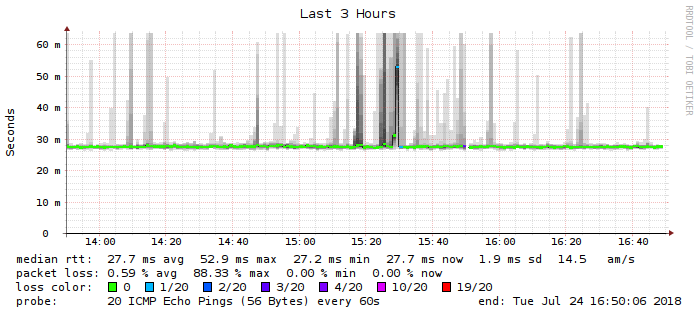 Last 3 Hours
RRDTOOL / TOBI OETIKER
Seconds
60 m
50 m
40 m
30 m
20 m
10 m
0
14:00 14:20 14:40 15:00 15:20 15:40 16:00 16:20 16:40
median rtt: 27.7 ms avg 52.9 ms max 27.2 ms min 27.7 ms now 1.9 ms sd 14.5 am/s
packet loss: 0.59 % avg 88.33 % max 0.00 % min 0.00 % now
loss color: 0 1/20 2/20 3/20 4/20 10/20 19/20
probe: 20 ICMP Echo Pings (56 Bytes) every 60s end: Tue Jul 24 16:50:06 2018